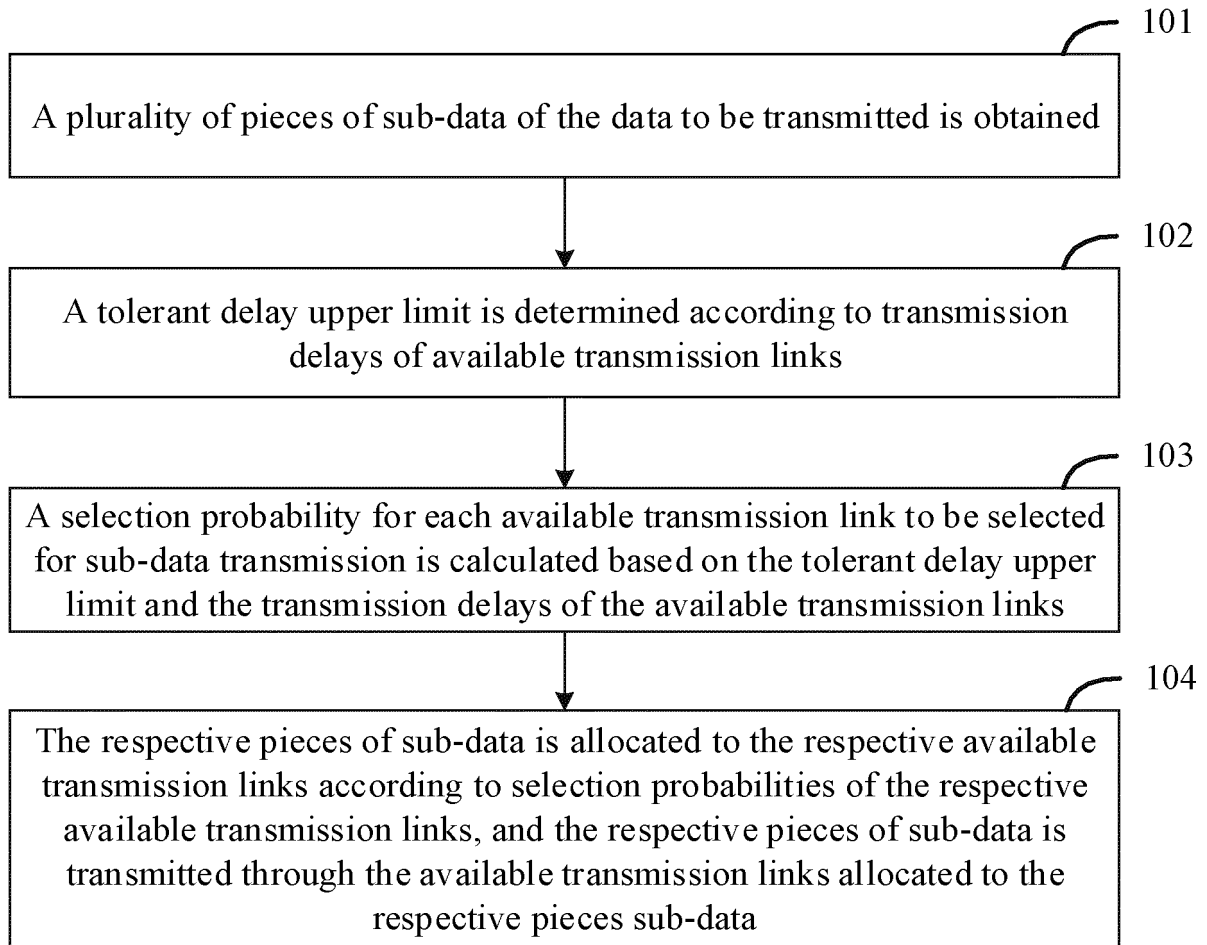 101
A plurality of pieces of sub-data of the data to be transmitted is obtained
102
A tolerant delay upper limit is determined according to transmission
delays of available transmission links
103
A selection probability for each available transmission link to be selected
for sub-data transmission is calculated based on the tolerant delay upper
limit and the transmission delays of the available transmission links
104
The respective pieces of sub-data is allocated to the respective available
transmission links according to selection probabilities of the respective
available transmission links, and the respective pieces of sub-data is
transmitted through the available transmission links allocated to the
respective pieces sub-data